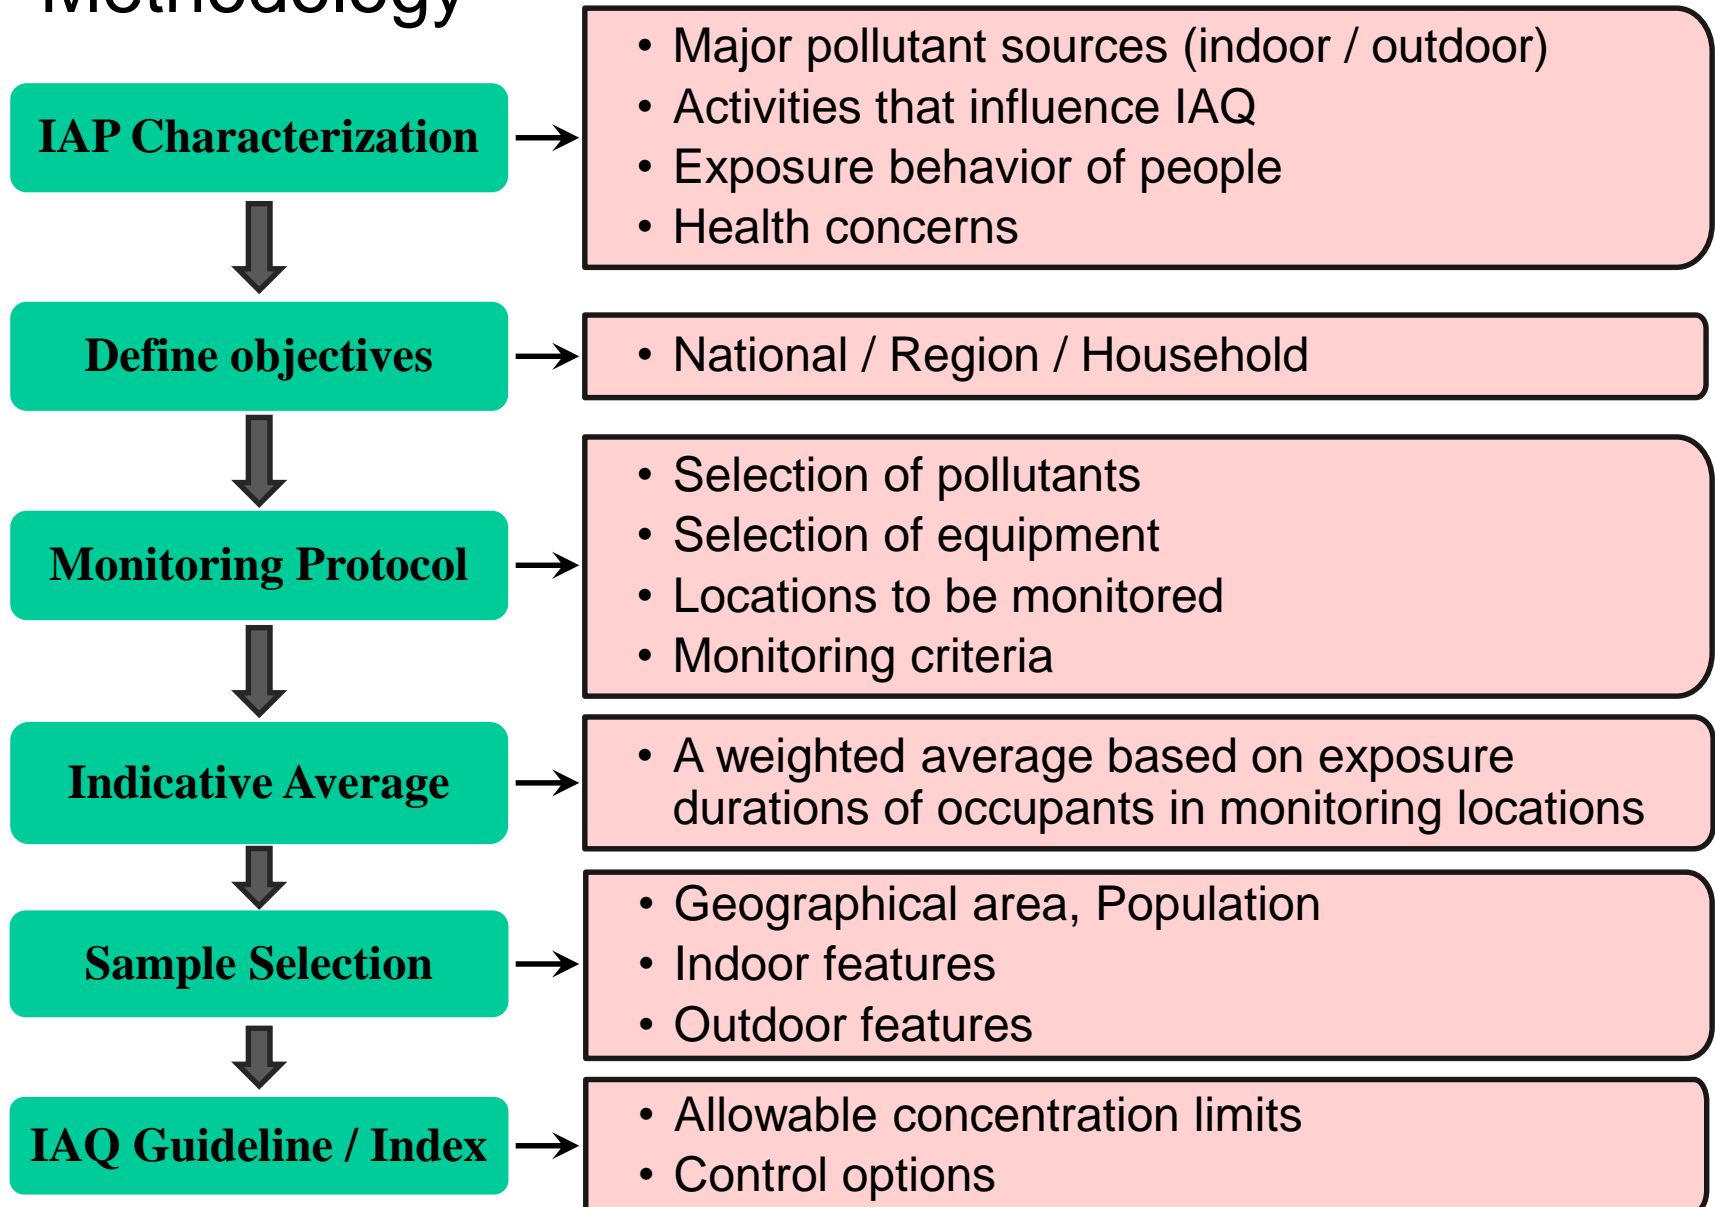 Methodology
IAP Characterization
• Major pollutant sources (indoor / outdoor)
• Activities that influence IAQ
• Exposure behavior of people
• Health concerns
Define objectives
• National / Region / Household
Monitoring Protocol
• Selection of pollutants
• Selection of equipment
• Locations to be monitored
• Monitoring criteria
Indicative Average
• A weighted average based on exposure
durations of occupants in monitoring locations
Sample Selection
• Geographical area, Population
• Indoor features
• Outdoor features
IAQ Guideline / Index
• Allowable concentration limits
• Control options